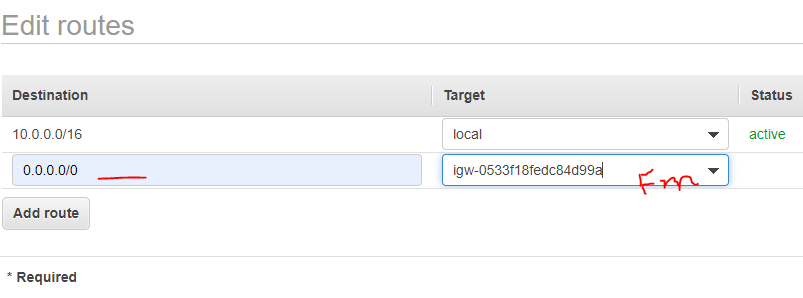 Edit routes
Destination Target Status
10.0.0.0/16 local active
0.0.0.0/0 igw-0533f18fedc84d99a
Add route
* Required